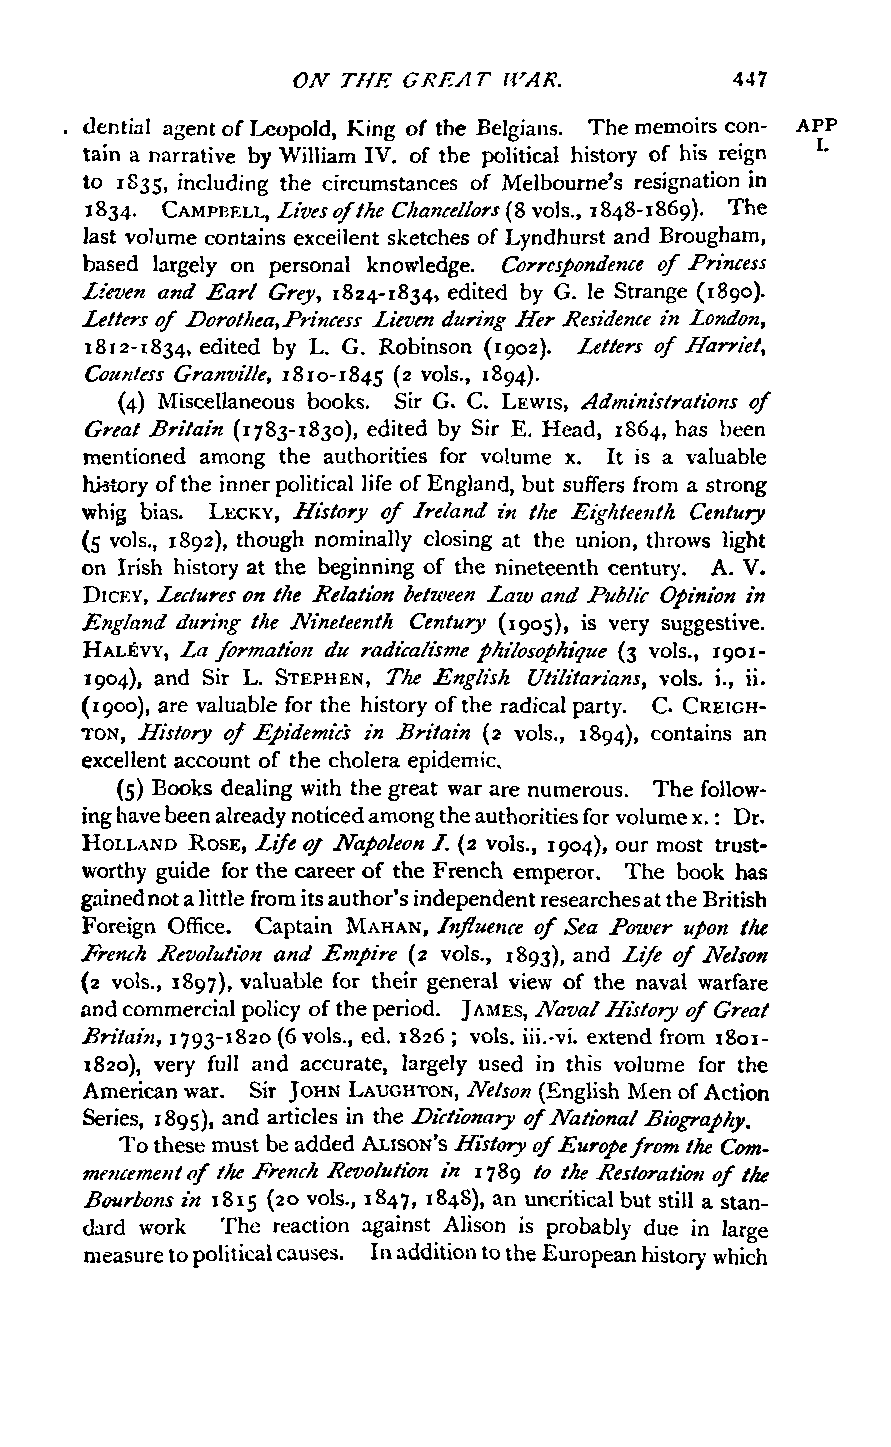 ON THE GREAT WAR. 447
dential agent of Leopold, King of the Belgians. The memoirs con- APP
tain a narrative by William IV. of the political history of his reign I.
to 1835, including the circumstances of Melbourne's resignation in
1834. CAMPBELL, Lives of the Chancellors (8 vols., 1848-1869). The
last volume contains excellent sketches of Lyndhurst and Brougham,
based largely on personal knowledge. Correspondence of Princess
Lieven and Earl Grey, 1824-1834, edited by G. le Strange (1890).
Letters of Dorothea, Princess Lieven during Her Residence in London,
1812-1834, edited by L. G. Robinson (1902). Letters of Harriet,
Countess Granville, 1810-1845 (2 vols., 1894).
(4) Miscellaneous books. Sir G. C. LEWIS, Administrations of
Great Britain (1783-1830), edited by Sir E. Head, 1864, has been
mentioned among the authorities for volume x. It is a valuable
history of the inner political life of England, but suffers from a strong
whig bias. LECKY, History of Ireland in the Eighteenth Century
(5 vols., 1892), though nominally closing at the union, throws light
on Irish history at the beginning of the nineteenth century. A. V.
DICEY, Lectures on the Relation between Law and Public Opinion in
England during the Nineteenth Century (1905), is very suggestive.
HALÉVY, La formation du radicalisme philosophique (3 vols., 1901-
1904), and Sir L. STEPHEN, The English Utilitarians, vols. i., ii.
(1900), are valuable for the history of the radical party. C. CREIGH-
TON, History of Epidemics in Britain (2 vols., 1894), contains an
excellent account of the cholera epidemic.
(5) Books dealing with the great war are numerous. The follow-
ing have been already noticed among the authorities for volume x. : Dr.
HOLLAND ROSE, Life of Napoleon I. (2 vols., 1904), our most trust-
worthy guide for the career of the French emperor. The book has
gained not a little from its author's independent researches at the British
Foreign Office. Captain MAHAN, Influence of Sea Power upon the
French Revolution and Empire (2 vols., 1893), and Life of Nelson
(2 vols., 1897), valuable for their general view of the naval warfare
and commercial policy of the period. JAMES, Naval History of Great
Britain, 1793-1820 (6 vols., ed. 1826 ; vols. iii.-vi. extend from 1801-
1820), very full and accurate, largely used in this volume for the
American war. Sir JOHN LAUGHTON, Nelson (English Men of Action
Series, 1895), and articles in the Dictionary of National Biography.
To these must be added ALISON'S History of Europe from the Com-
mencement of the French Revolution in 1789 to the Restoration of the
Bourbons in 1815 (20 vols., 1847, 1848), an uncritical but still a stan-
dard work The reaction against Alison is probably due in large
measure to political causes. In addition to the European history which